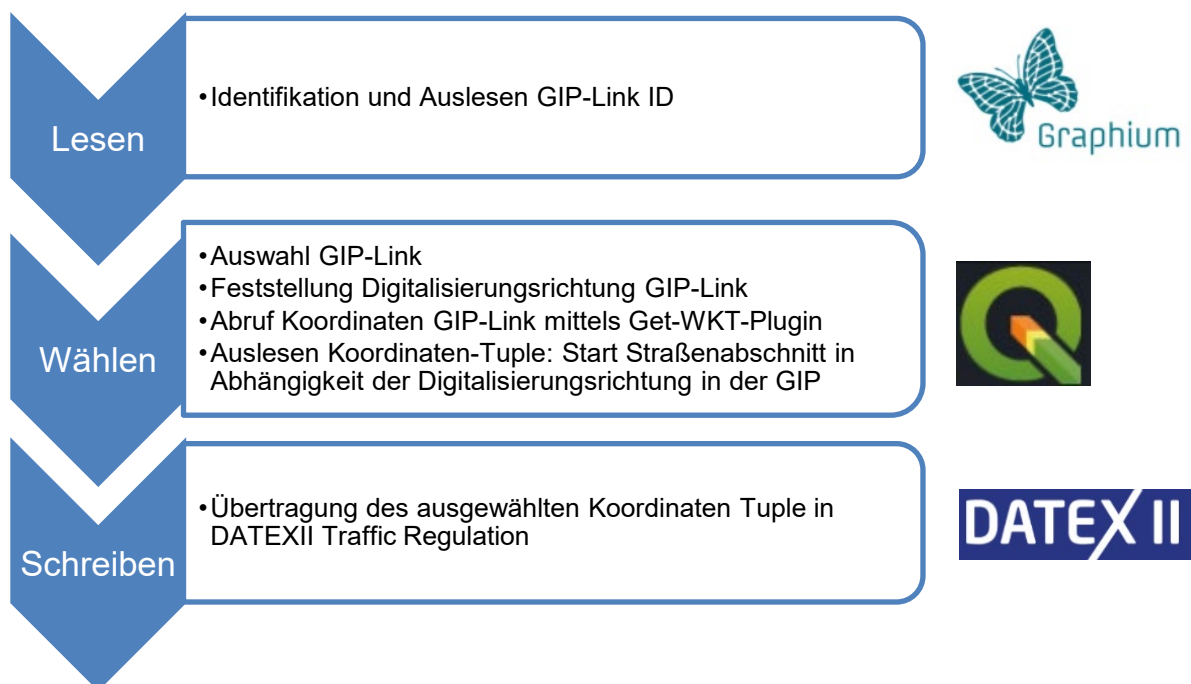 Lesen
•Identifikation und Auslesen GIP-Link ID
Graphium
Wählen
•Auswahl GIP-Link
•Feststellung Digitalisierungsrichtung GIP-Link
•Abruf Koordinaten GIP-Link mittels Get-WKT-Plugin
•Auslesen Koordinaten-Tuple: Start Straßenabschnitt in
Abhängigkeit der Digitalisierungsrichtung in der GIP
Schreiben
•Übertragung des ausgewählten Koordinaten Tuple in
DATEXII Traffic Regulation
DATEX II